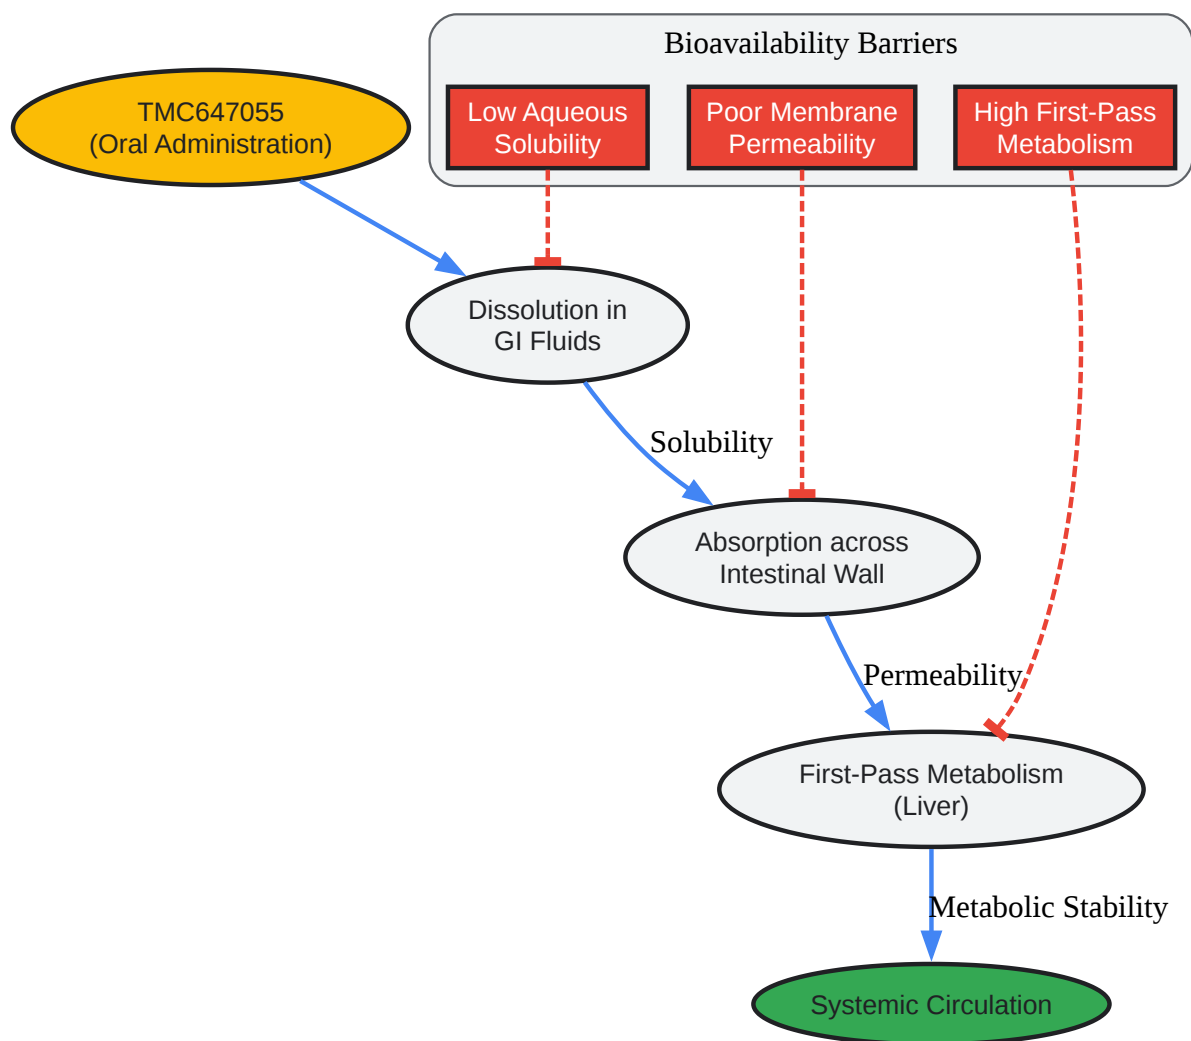 Bioavailability Barriers
TMC647055
(Oral Administration)
Low Aqueous
Solubility
Poor Membrane
Permeability
High First-Pass
Metabolism
Dissolution in
GI Fluids
Solubility
Absorption across
Intestinal Wall
Permeability
First-Pass Metabolism
(Liver)
Metabolic Stability
Systemic Circulation